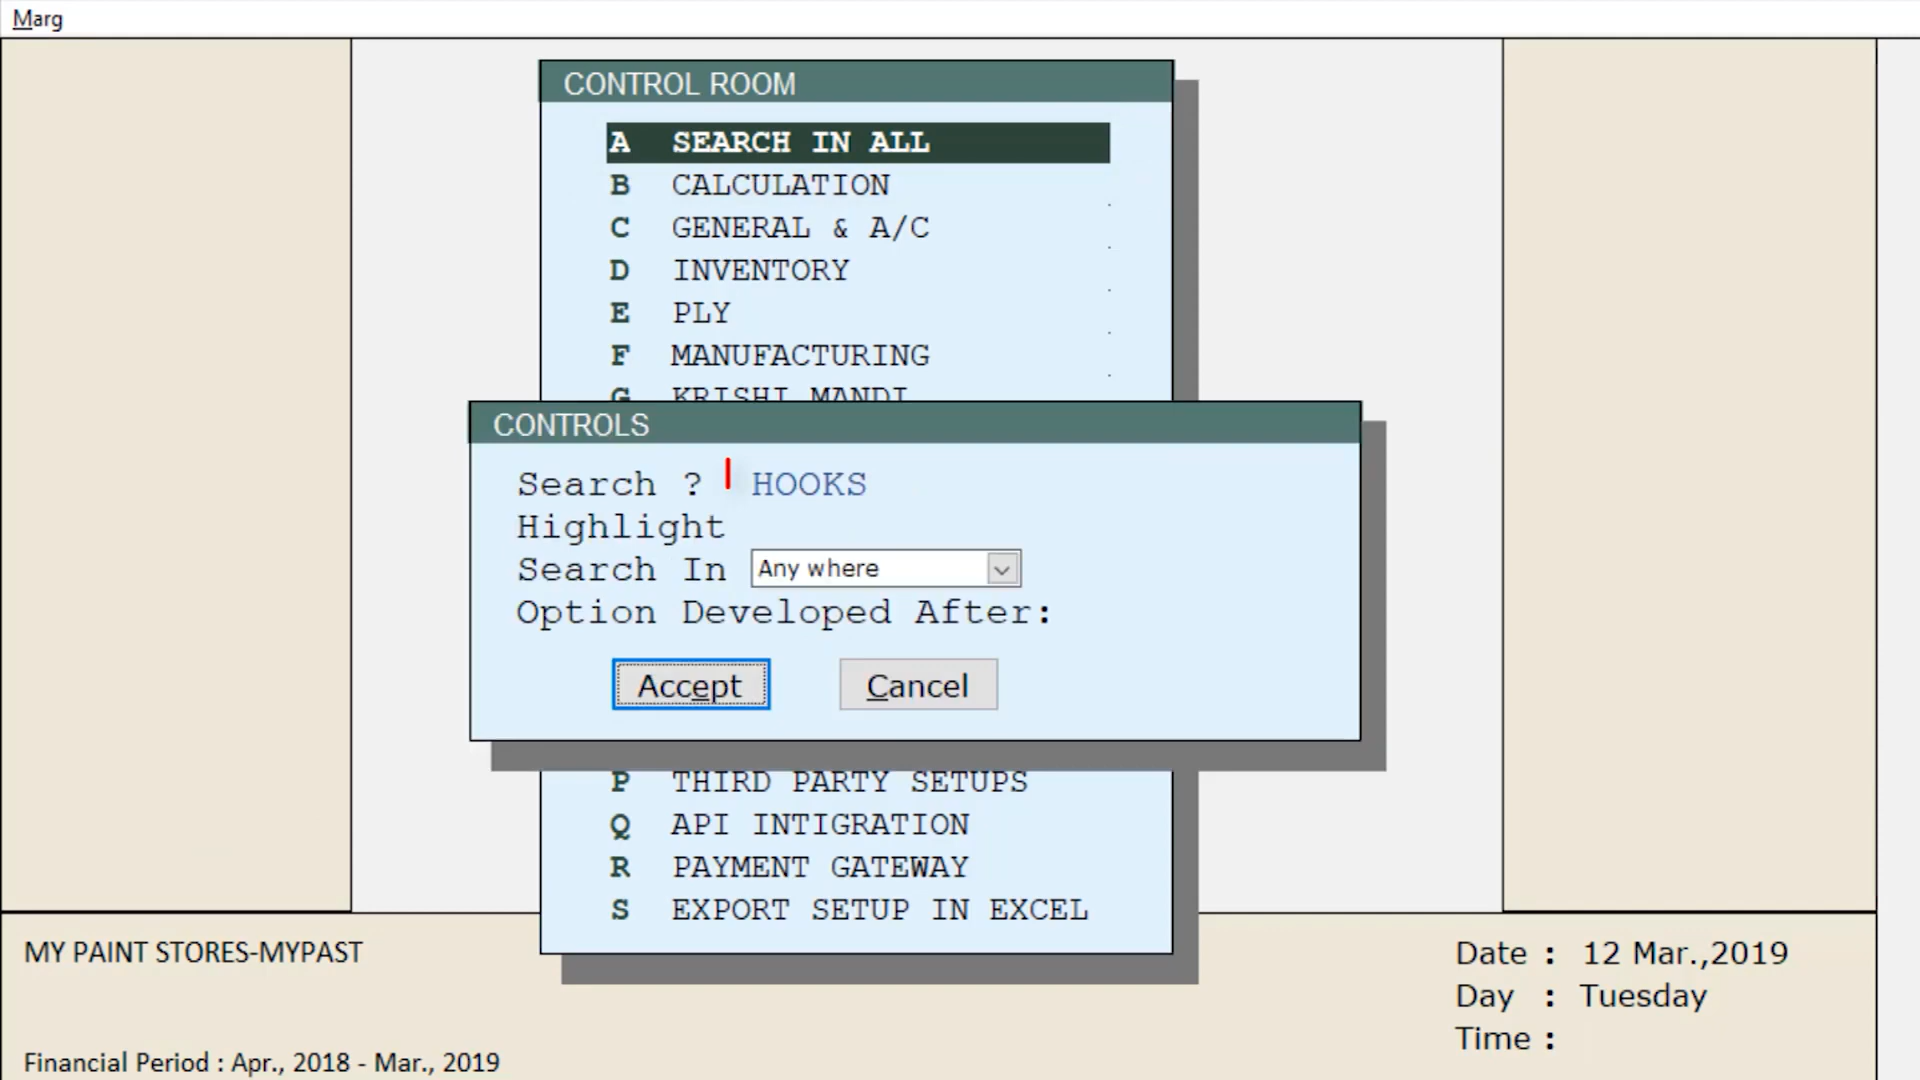 Marg
CONTROL ROOM
A SEARCH IN ALL
B CALCULATION
C GENERAL & A/C
D INVENTORY
E PLY
F MANUFACTURING
G KRISHI MANDI
CONTROLS
Search ? HOOKS
Highlight
Search In Any where
Option Developed After:
Accept Cancel
P THIRD PARTY SETUPS
Q API INTIGRATION
R PAYMENT GATEWAY
S EXPORT SETUP IN EXCEL
MY PAINT STORES-MYPAST
Financial Period : Apr., 2018 - Mar., 2019
Date : 12 Mar.,2019
Day : Tuesday
Time :